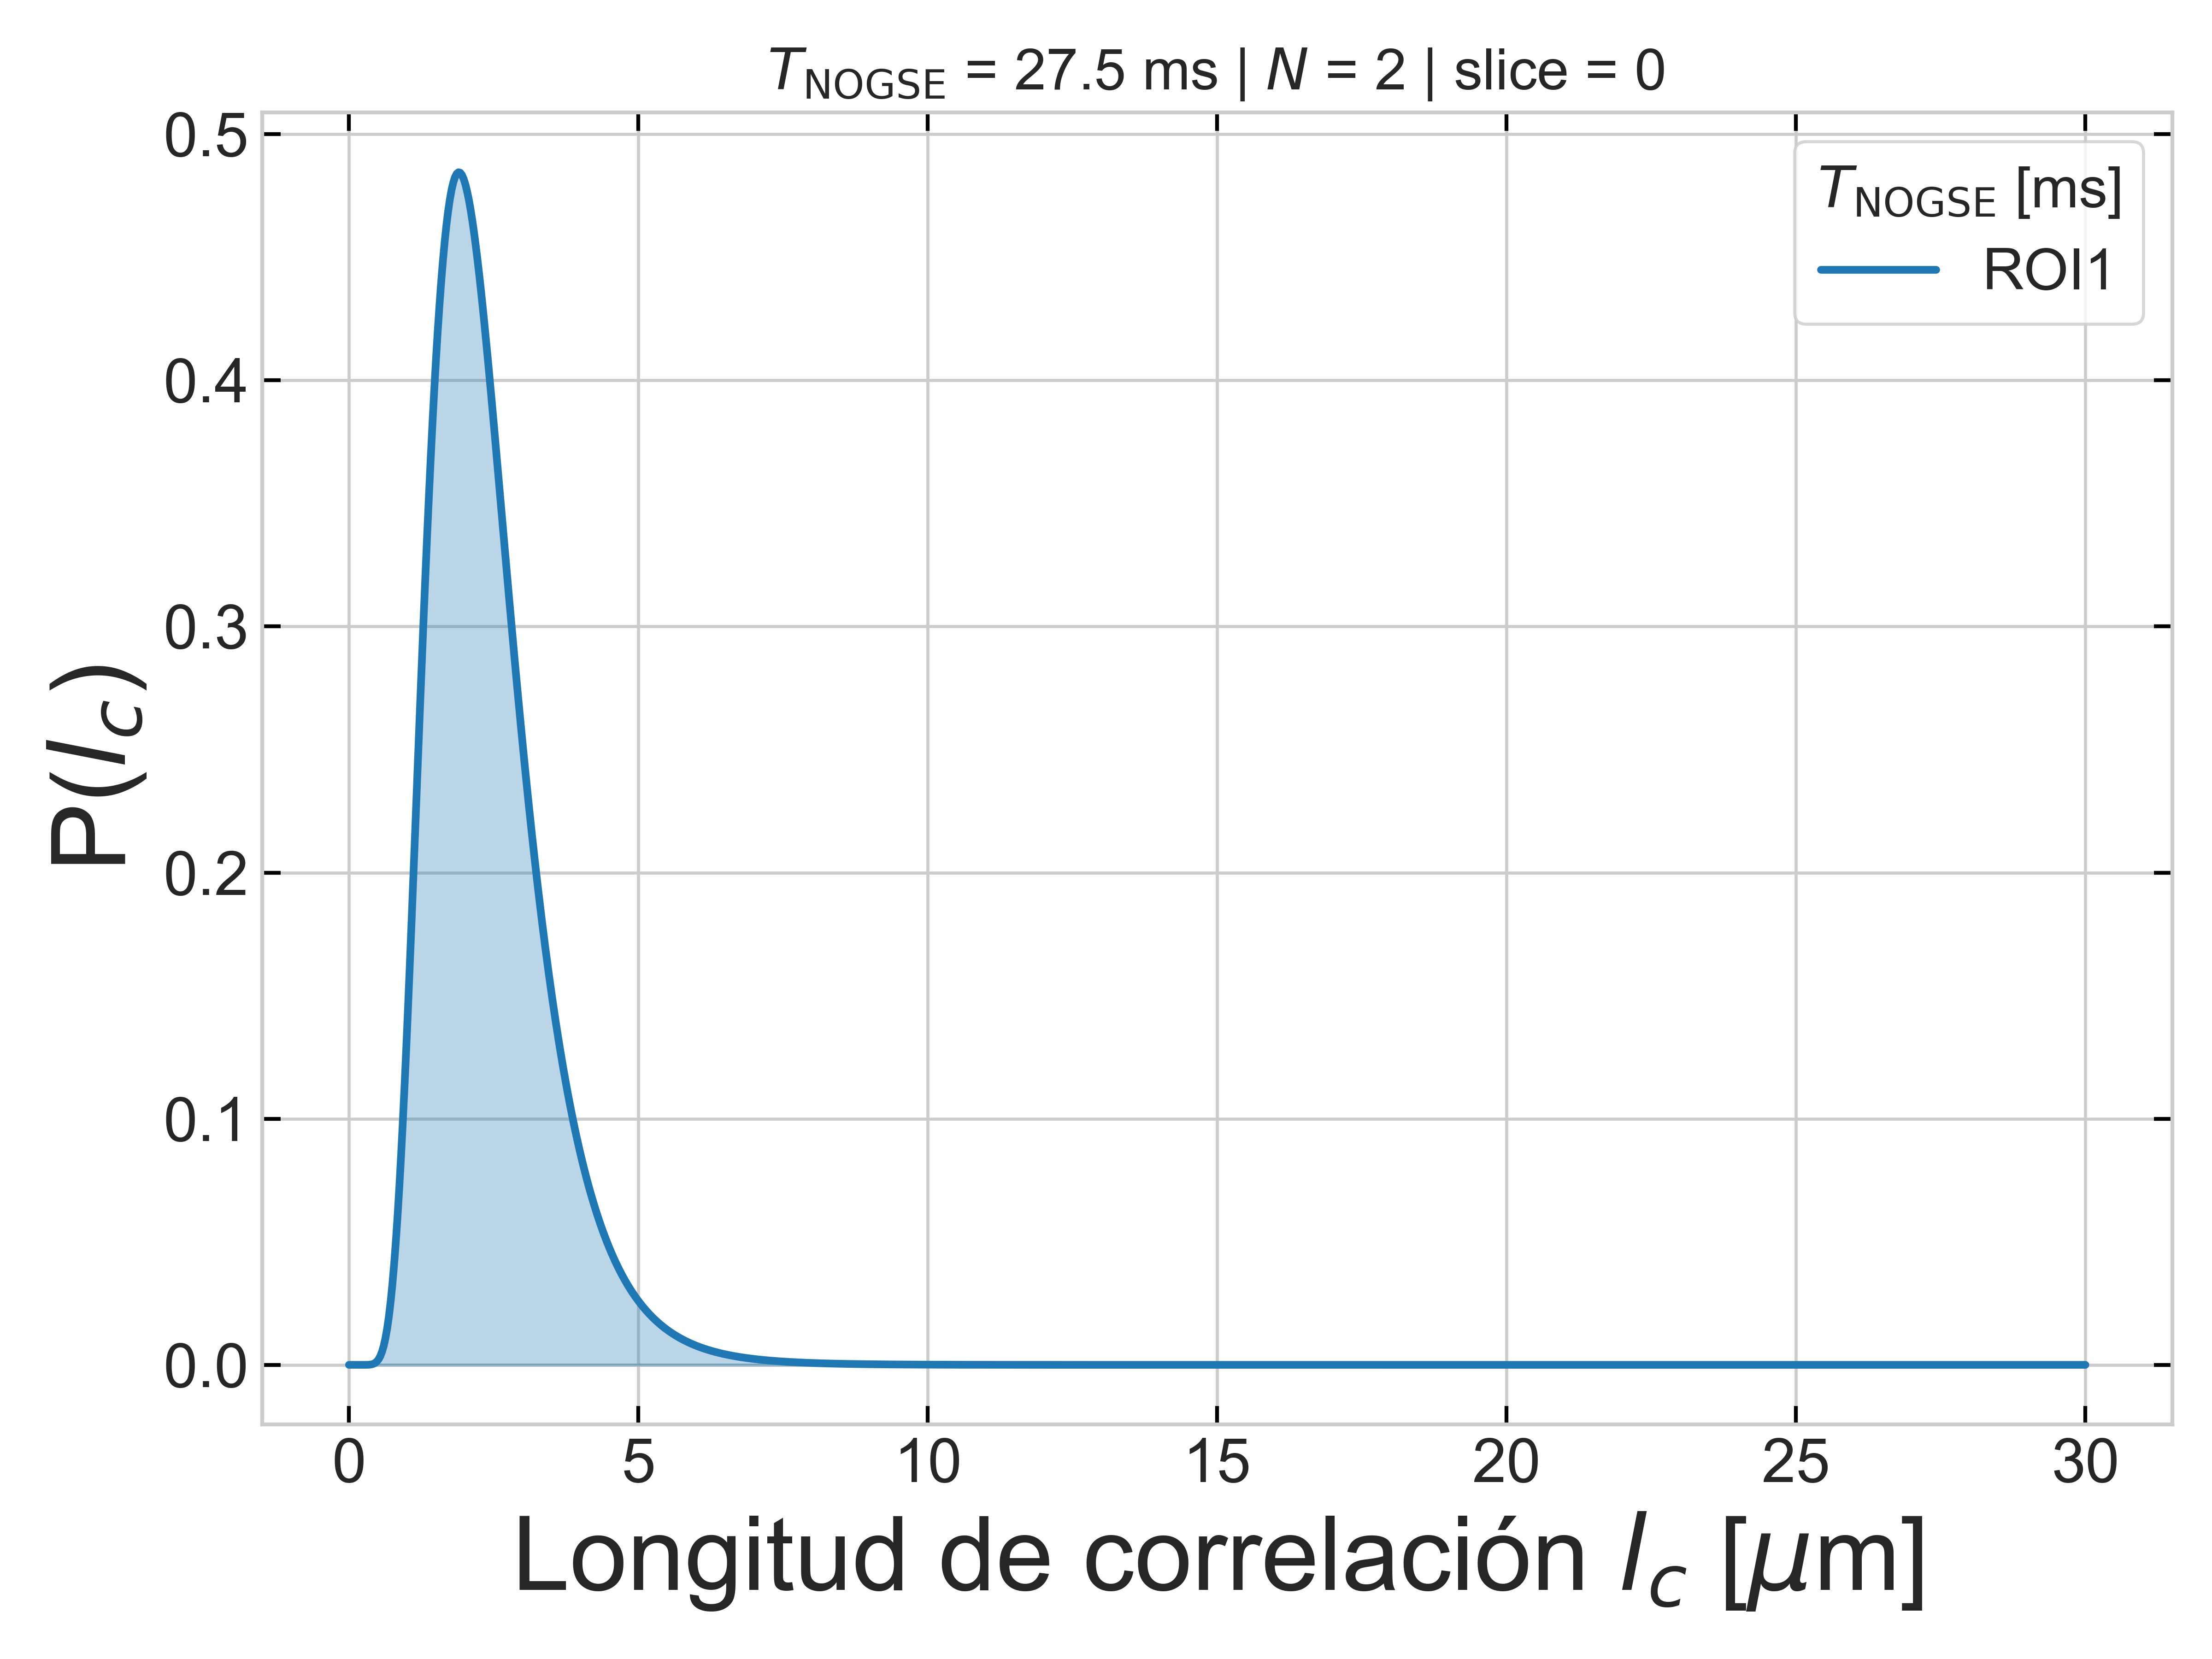 T_NOGSE = 27.5 ms | N = 2 | slice = 0
T_NOGSE [ms]
ROI1
P(l_c)
0.5
0.4
0.3
0.2
0.1
0.0
0 5 10 15 20 25 30
Longitud de correlación l_c [μm]